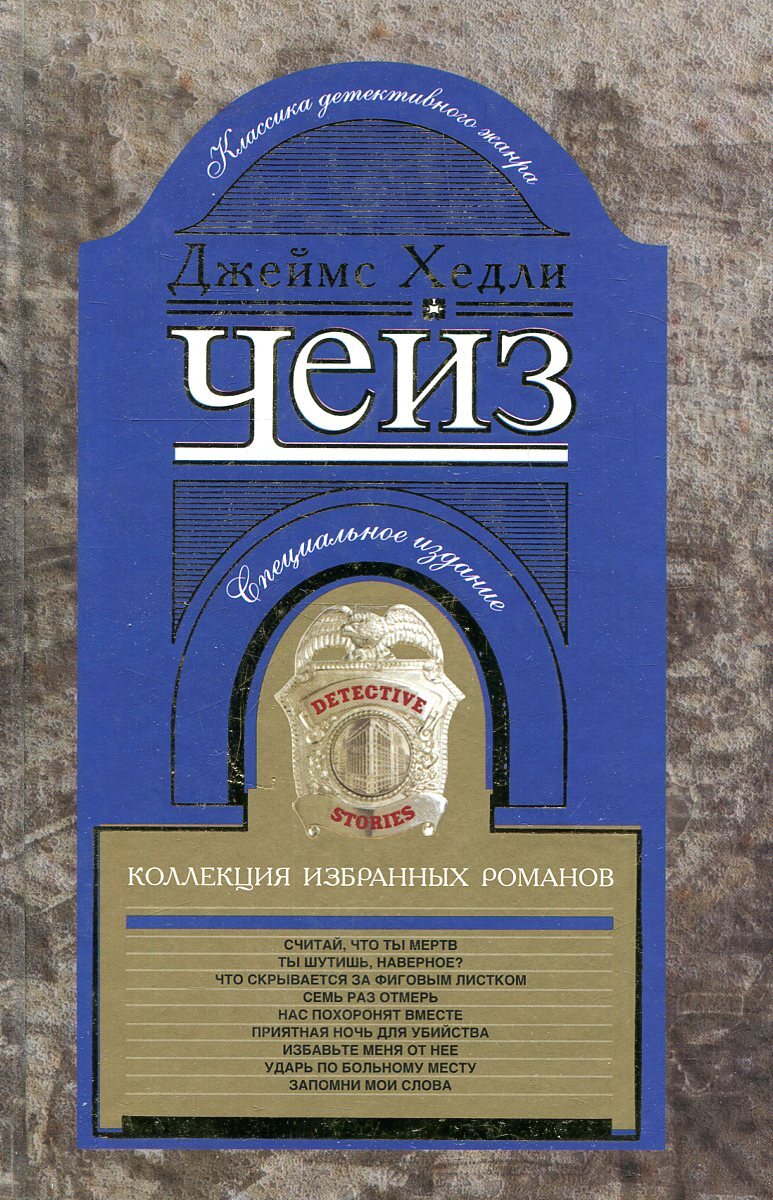 Классика детективного жанра
Джеймс Хедли
Чейз
Специальное издание
DETECTIVE
STORIES
КОЛЛЕКЦИЯ ИЗБРАННЫХ РОМАНОВ
СЧИТАЙ, ЧТО ТЫ МЕРТВ
ТЫ ШУТИШЬ, НАВЕРНОЕ?
ЧТО СКРЫВАЕТСЯ ЗА ФИГОВЫМ ЛИСТКОМ
СЕМЬ РАЗ ОТМЕРЬ
НАС ПОХОРОНЯТ ВМЕСТЕ
ПРИЯТНАЯ НОЧЬ ДЛЯ УБИЙСТВА
ИЗБАВЬТЕ МЕНЯ ОТ НЕЕ
УДАРЬ ПО БОЛЬНОМУ МЕСТУ
ЗАПОМНИ МОИ СЛОВА